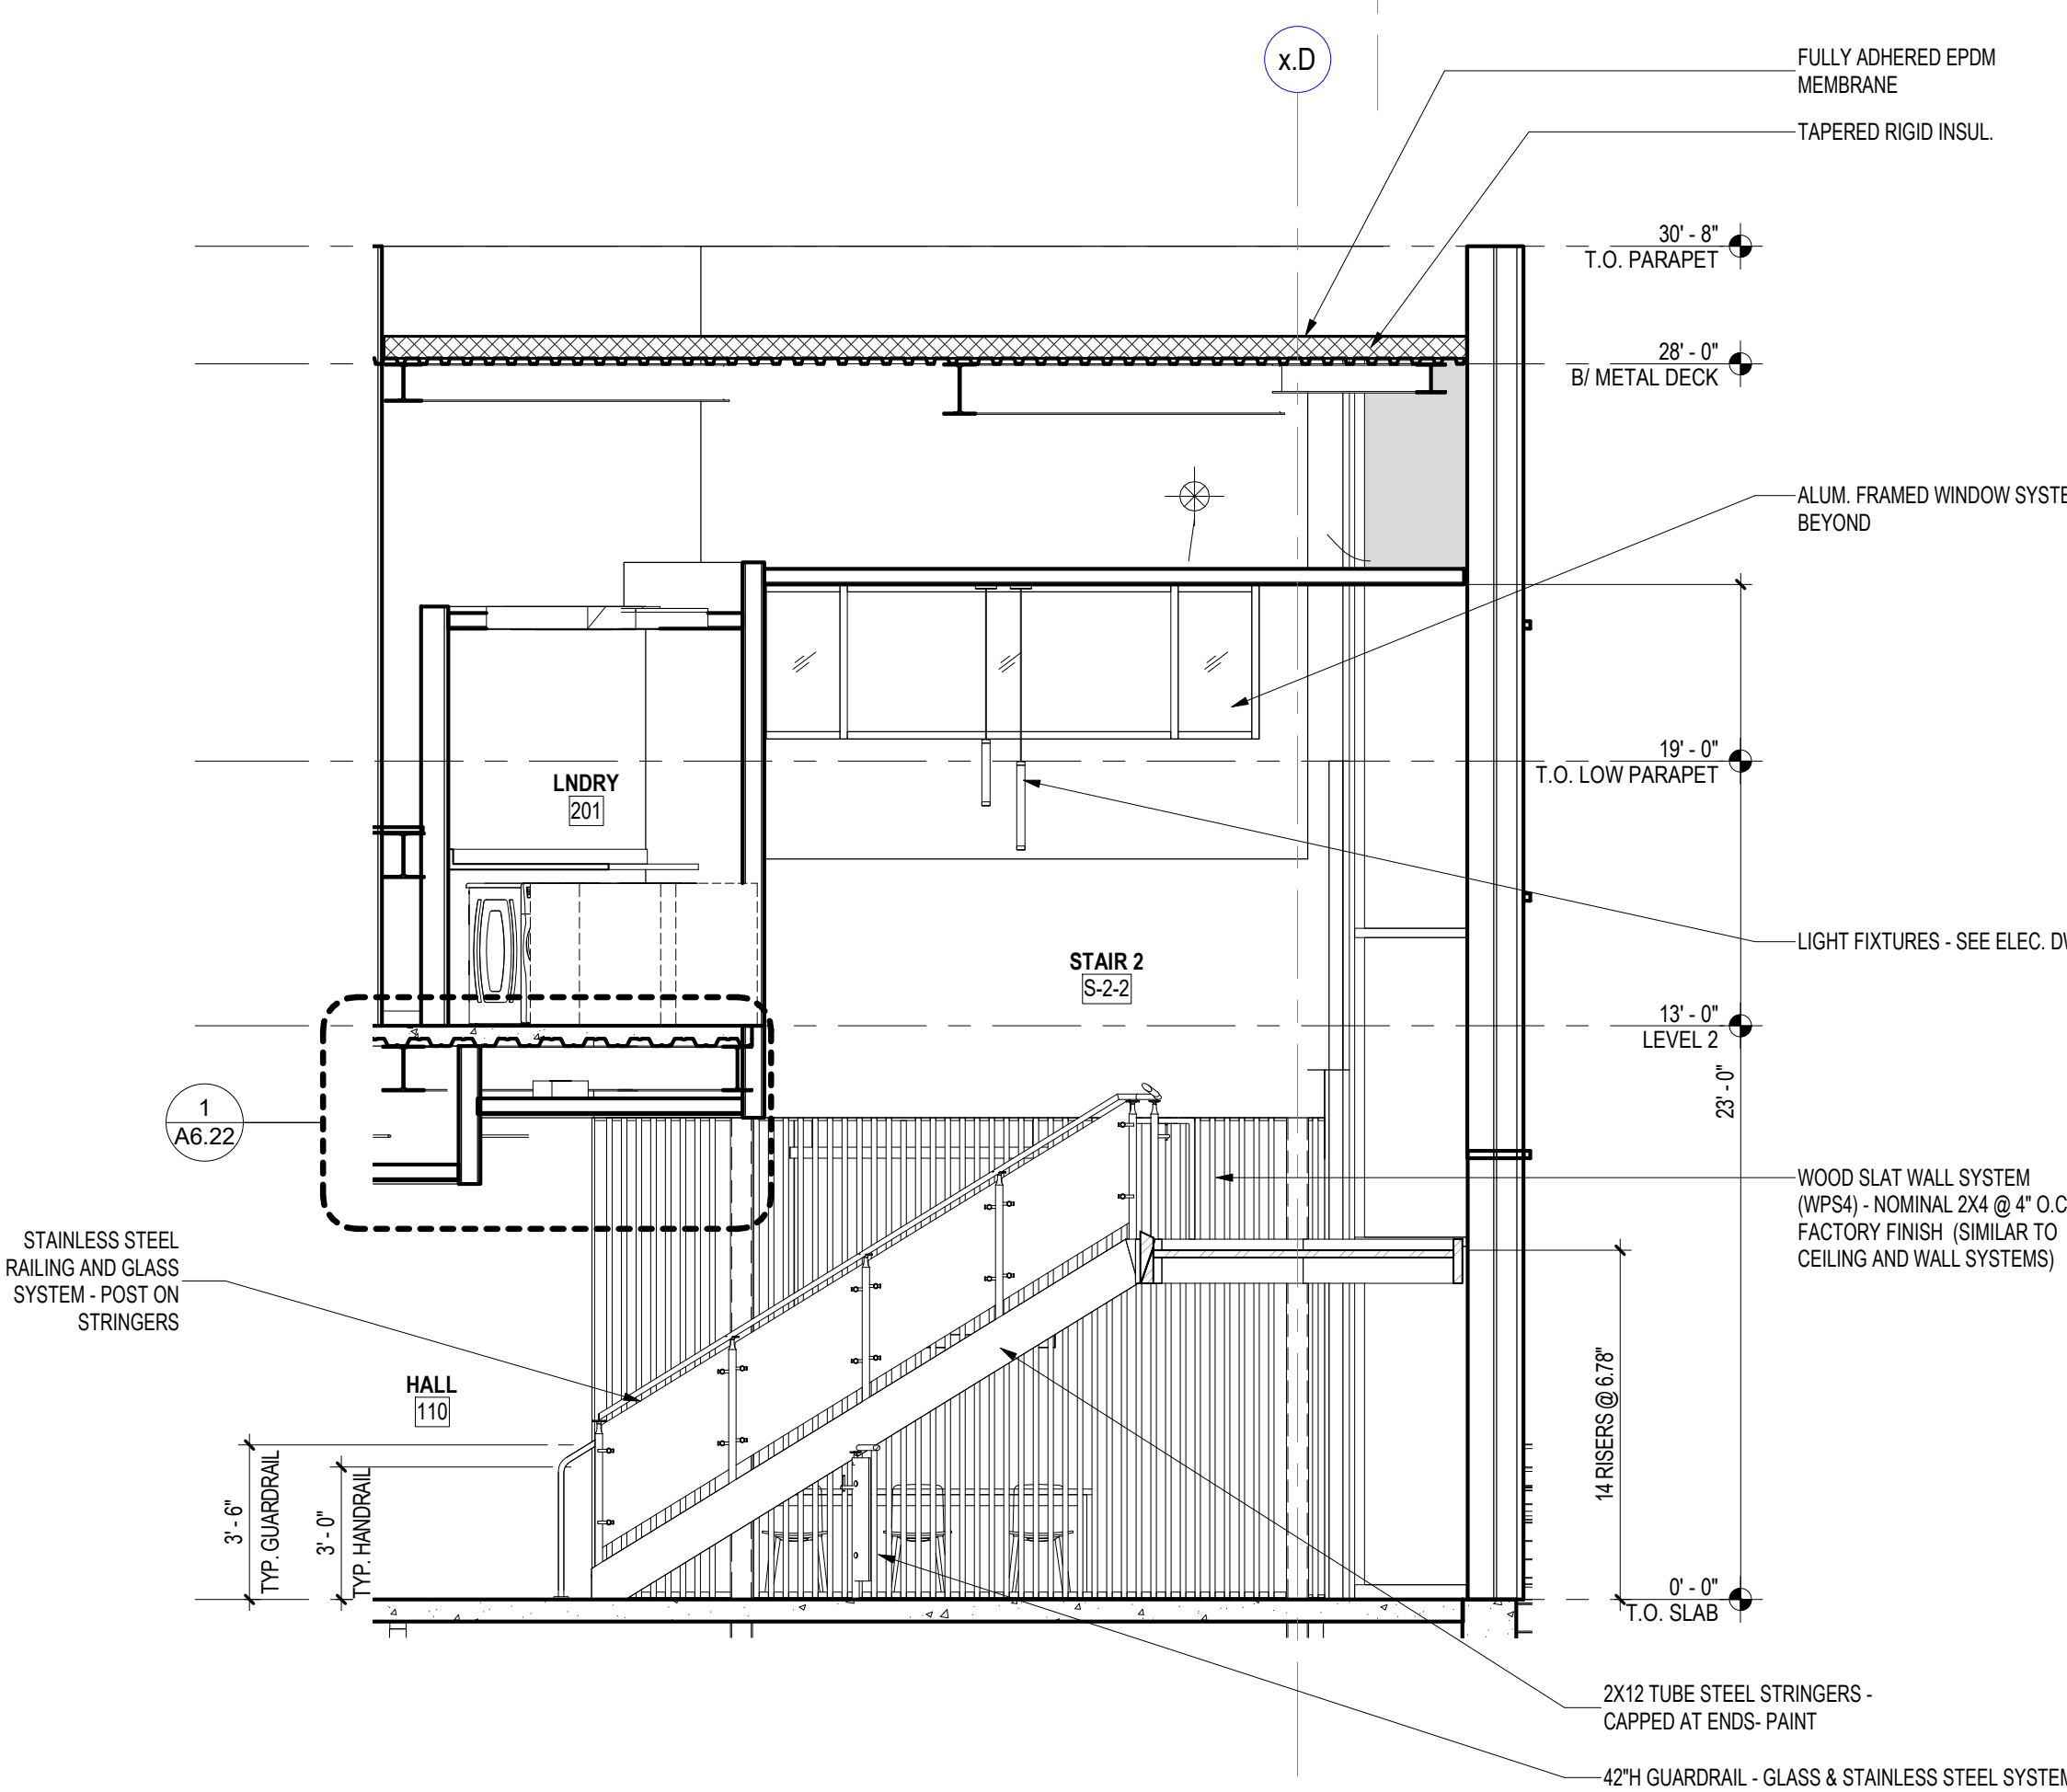 x.D
FULLY ADHERED EPDM
MEMBRANE
TAPERED RIGID INSUL.
30' - 8"
T.O. PARAPET
28' - 0"
B/ METAL DECK
ALUM. FRAMED WINDOW SYSTE
BEYOND
19' - 0"
T.O. LOW PARAPET
LNDRY
201
LIGHT FIXTURES - SEE ELEC. DW
STAIR 2
S-2-2
13' - 0"
LEVEL 2
23' - 0"
1
A6.22
WOOD SLAT WALL SYSTEM
(WPS4) - NOMINAL 2X4 @ 4" O.C
FACTORY FINISH (SIMILAR TO
CEILING AND WALL SYSTEMS)
STAINLESS STEEL
RAILING AND GLASS
SYSTEM - POST ON
STRINGERS
HALL
110
14 RISERS @ 6.78"
3' - 6"
TYP. GUARDRAIL
3' - 0"
TYP. HANDRAIL
0' - 0"
T.O. SLAB
2X12 TUBE STEEL STRINGERS -
CAPPED AT ENDS- PAINT
42"H GUARDRAIL - GLASS & STAINLESS STEEL SYSTEM